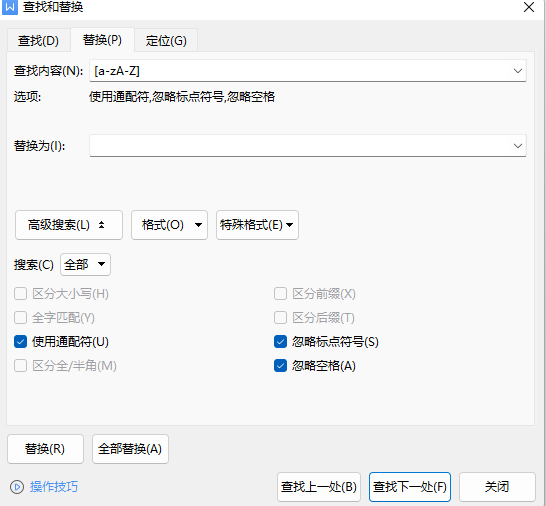 查找和替换
查找(D) 替换(P) 定位(G)
查找内容(N): [a-zA-Z]
选项: 使用通配符,忽略标点符号,忽略空格
替换为(I):
高级搜索(L) 格式(O) 特殊格式(E)
搜索(C) 全部
区分大小写(H) 区分前缀(X)
全字匹配(Y) 区分后缀(T)
使用通配符(U) 忽略标点符号(S)
区分全/半角(M) 忽略空格(A)
替换(R) 全部替换(A)
操作技巧 查找上一处(B) 查找下一处(F) 关闭